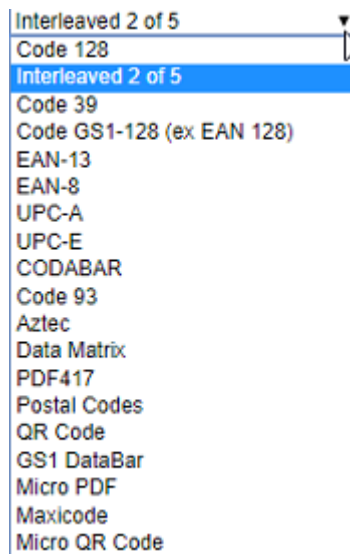 Interleaved 2 of 5
Code 128
Interleaved 2 of 5
Code 39
Code GS1-128 (ex EAN 128)
EAN-13
EAN-8
UPC-A
UPC-E
CODABAR
Code 93
Aztec
Data Matrix
PDF417
Postal Codes
QR Code
GS1 DataBar
Micro PDF
Maxicode
Micro QR Code